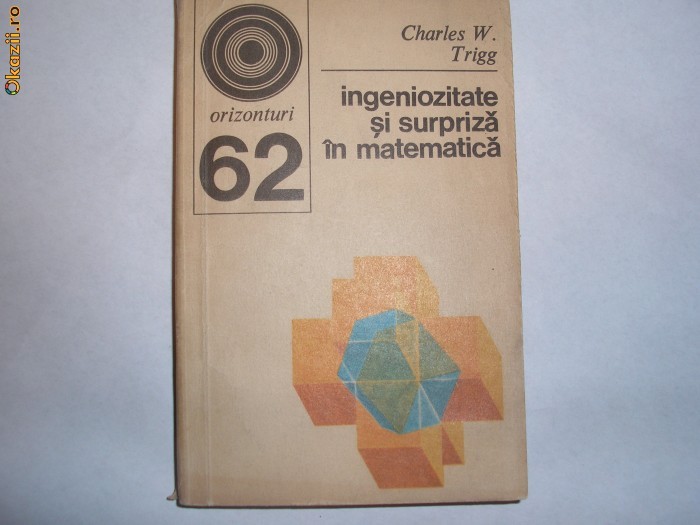 Okazii.ro
orizonturi
62
Charles W.
Trigg
ingeniozitate
și surpriză
în matematică